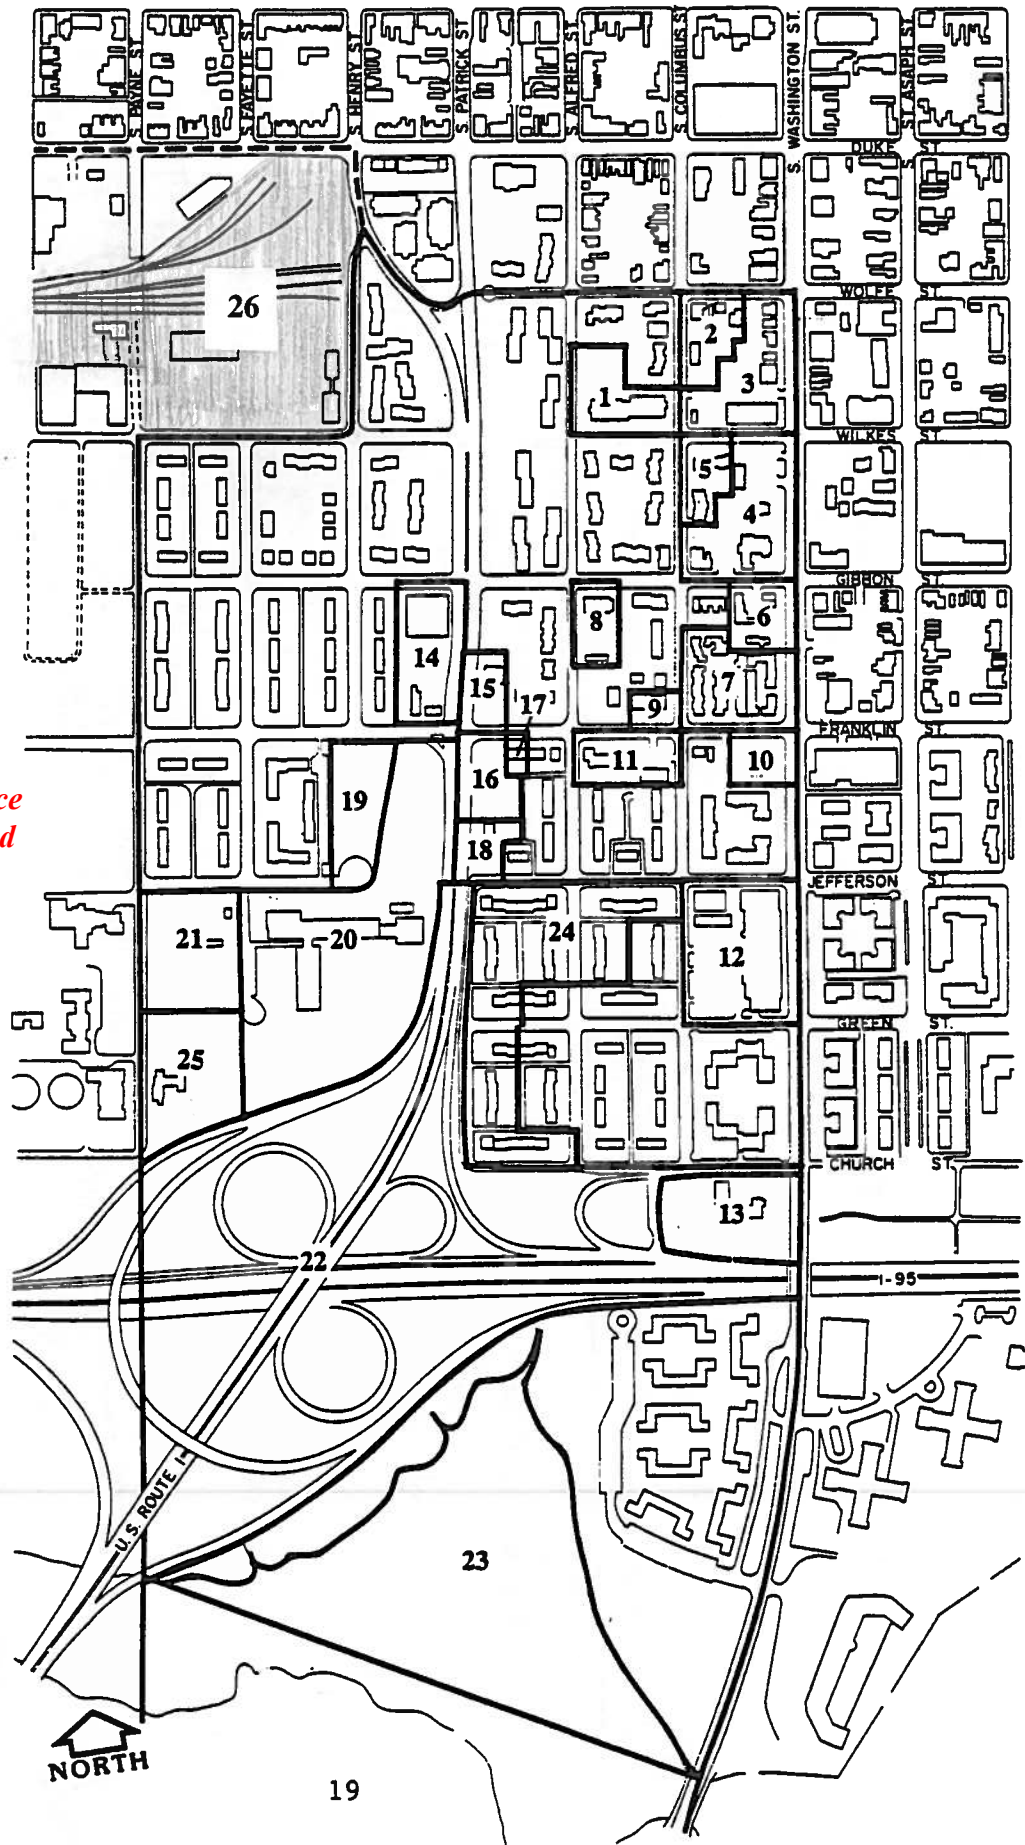 S. PAYNE ST.
S. FAYETTE ST.
S. HENRY ST.
S. PATRICK ST.
S. ALFRED ST.
S. COLUMBUS ST.
S. WASHINGTON ST.
S. ST. ASAPH ST.
DUKE ST.
26
WOLFE ST.
2
1
3
WILKES ST.
5
4
GIBBON ST.
8
6
14
15
7
17
9
FRANKLIN ST.
11
10
16
19
ce
d
18
JEFFERSON ST.
21
20
24
12
GREEN ST.
25
CHURCH ST.
13
22
I-95
U.S. ROUTE 1
23
NORTH
19